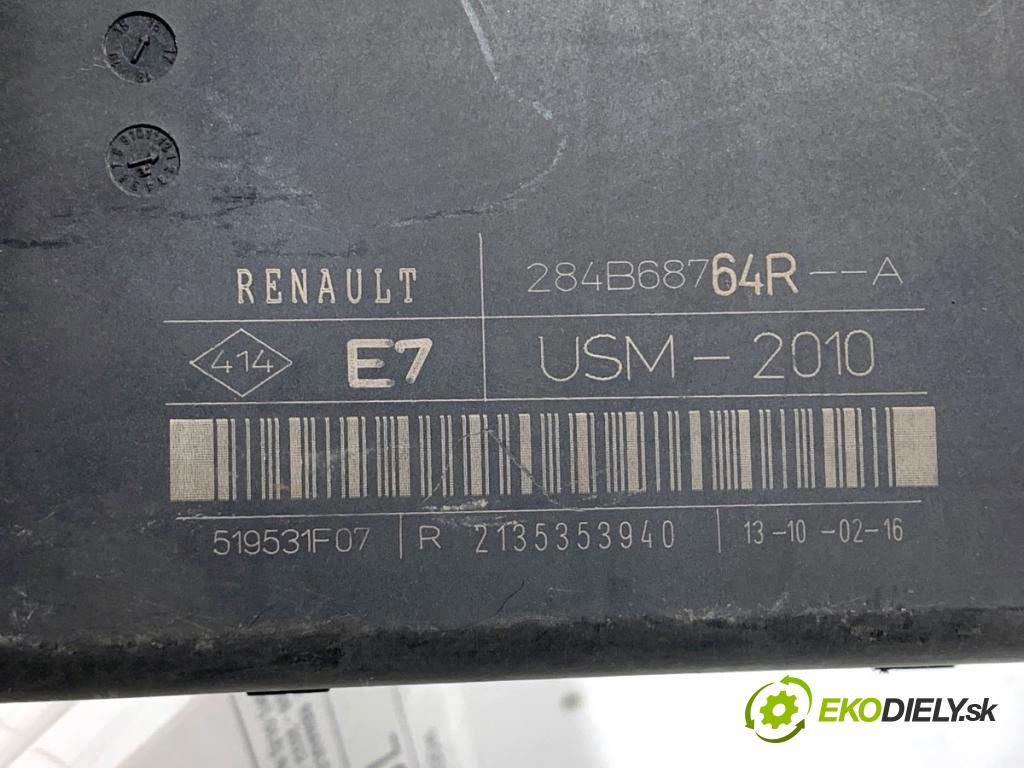 RENAULT 284B68764R--A
414 E7 USM-2010
519531F07 R 2135353940 13-10-02-16
EKODIELY.sk